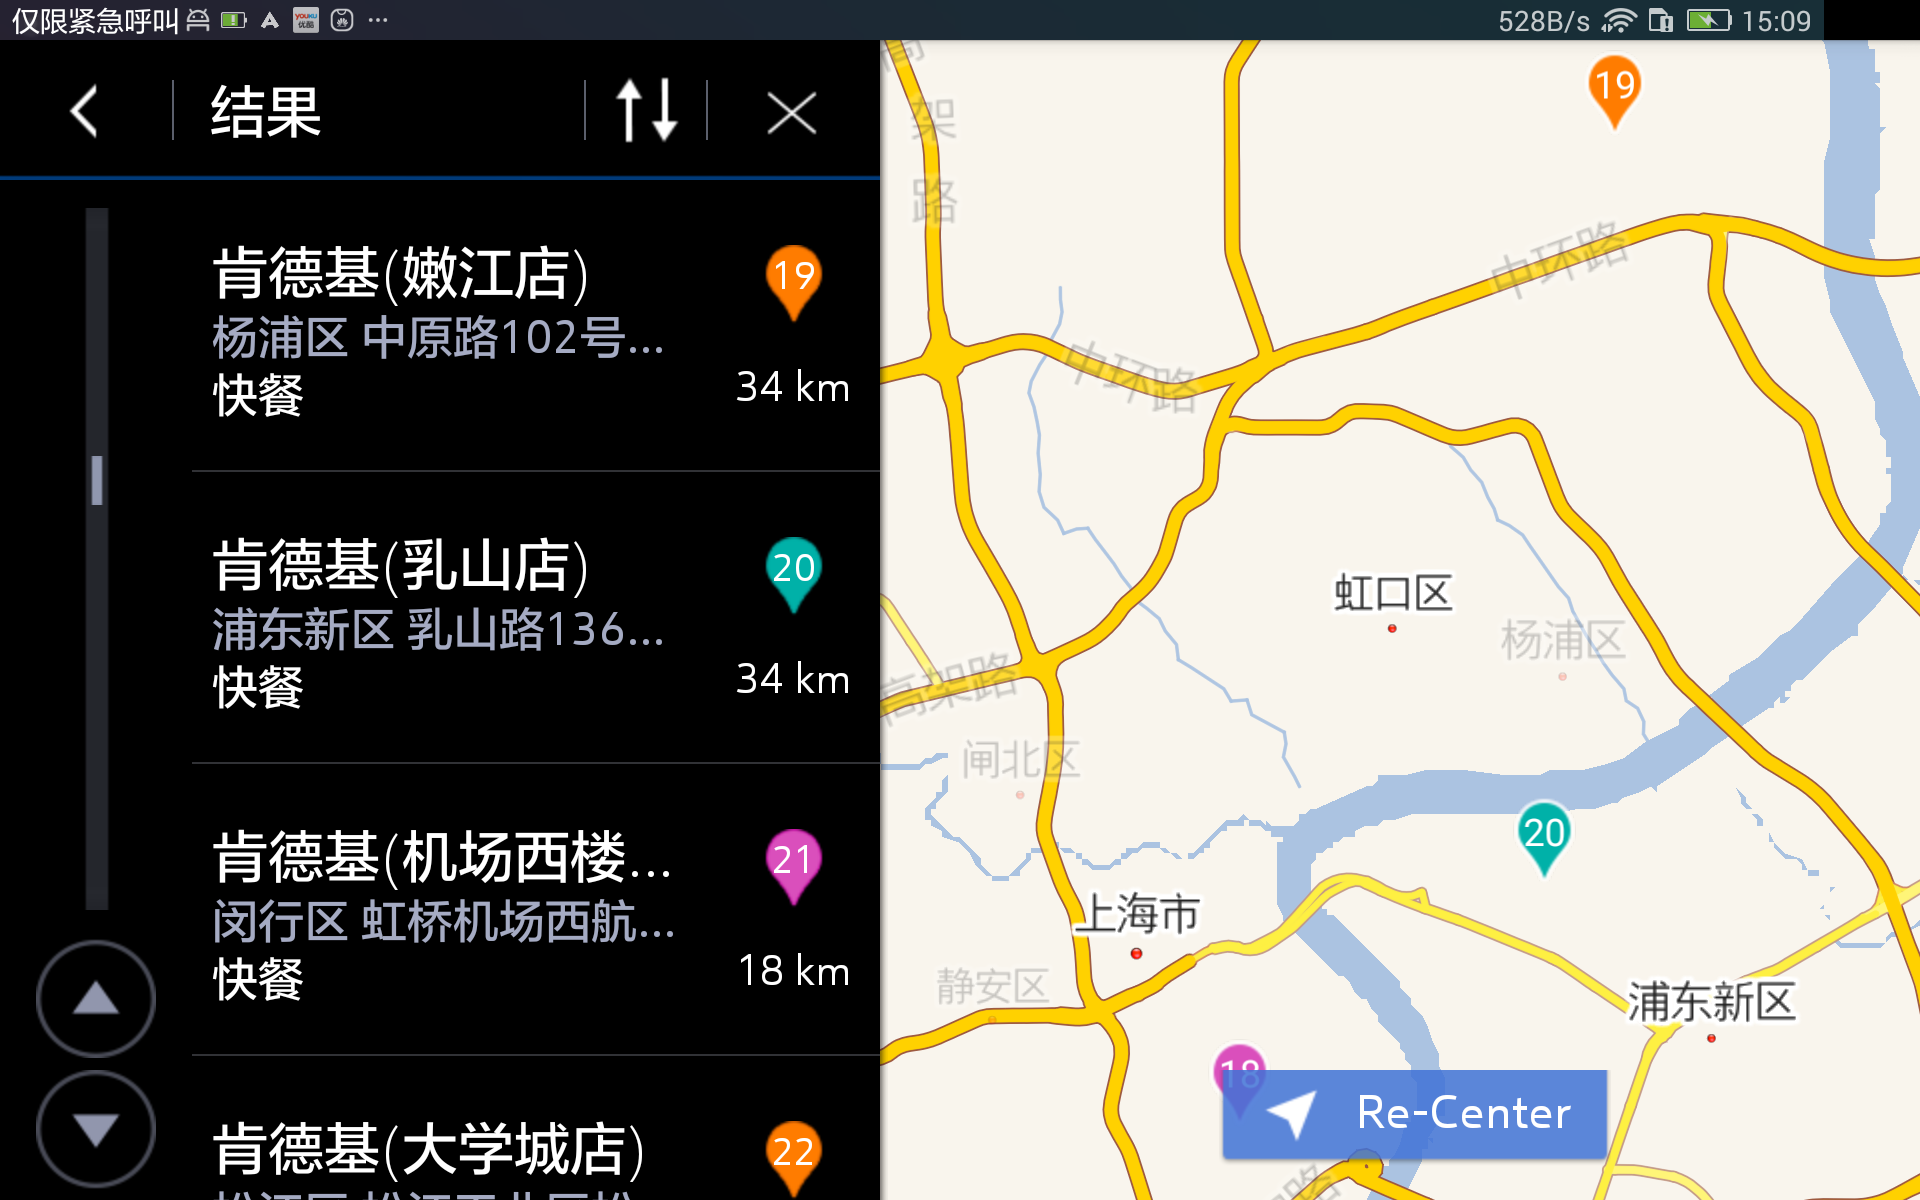 仅限紧急呼叫
528B/s
15:09
结果
肯德基(嫩江店)
19
杨浦区 中原路102号...
快餐
34 km
肯德基(乳山店)
20
浦东新区 乳山路136...
快餐
34 km
肯德基(机场西楼...
21
闵行区 虹桥机场西航...
快餐
18 km
肯德基(大学城店)
22
19
高架路
中环路
中环路
虹口区
杨浦区
高架路
闸北区
20
上海市
静安区
浦东新区
18
Re-Center